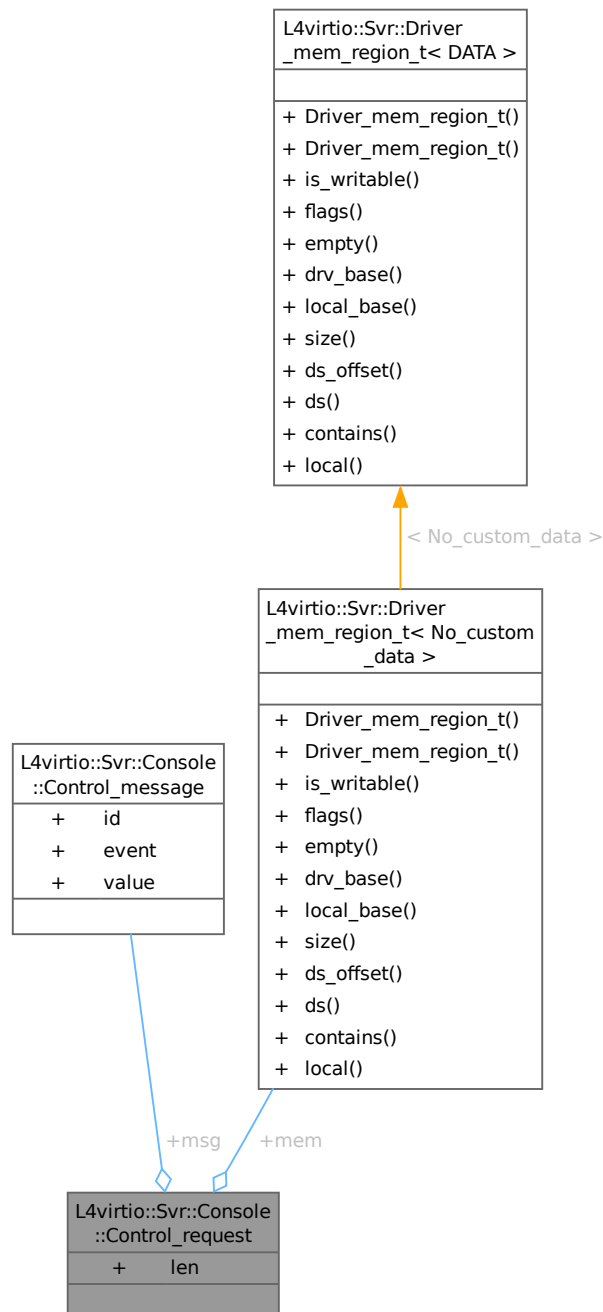 L4virtio::Svr::Driver
_mem_region_t< DATA >
+ Driver_mem_region_t()
+ Driver_mem_region_t()
+ is_writable()
+ flags()
+ empty()
+ drv_base()
+ local_base()
+ size()
+ ds_offset()
+ ds()
+ contains()
+ local()
< No_custom_data >
L4virtio::Svr::Driver
_mem_region_t< No_custom
_data >
+ Driver_mem_region_t()
+ Driver_mem_region_t()
+ is_writable()
+ flags()
+ empty()
+ drv_base()
+ local_base()
+ size()
+ ds_offset()
+ ds()
+ contains()
+ local()
L4virtio::Svr::Console
::Control_message
+ id
+ event
+ value
+msg
+mem
L4virtio::Svr::Console
::Control_request
+ len